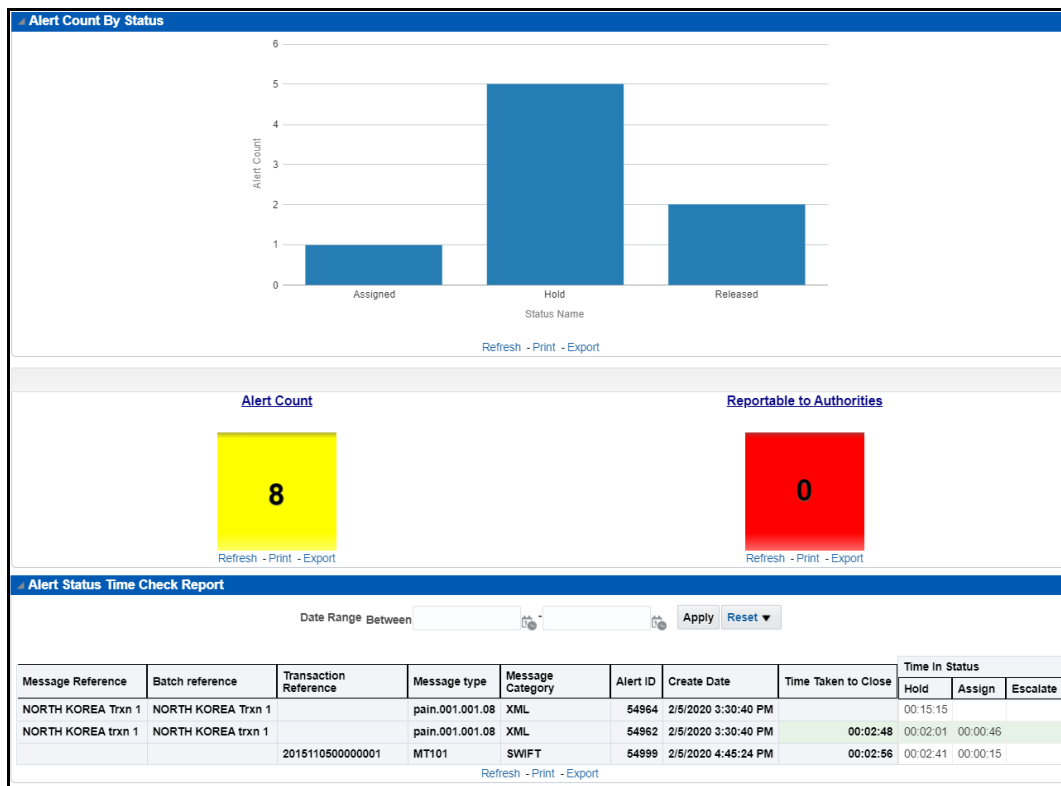 Alert Count By Status
6
5
4
3
2
1
0
Alert Count
Assigned Hold Released
Status Name
Refresh - Print - Export
Alert Count Reportable to Authorities
8 0
Refresh - Print - Export Refresh - Print - Export
Alert Status Time Check Report
Date Range Between - Apply Reset
Time In Status
Message Reference Batch reference Transaction Reference Message type Message Category Alert ID Create Date Time Taken to Close Hold Assign Escalate
NORTH KOREA Trxn 1 NORTH KOREA Trxn 1 pain.001.001.08 XML 54964 2/5/2020 3:30:40 PM 00:15:15
NORTH KOREA trxn 1 NORTH KOREA trxn 1 pain.001.001.08 XML 54962 2/5/2020 3:30:40 PM 00:02:48 00:02:01 00:00:46
2015110500000001 MT101 SWIFT 54999 2/5/2020 4:45:24 PM 00:02:56 00:02:41 00:00:15
Refresh - Print - Export